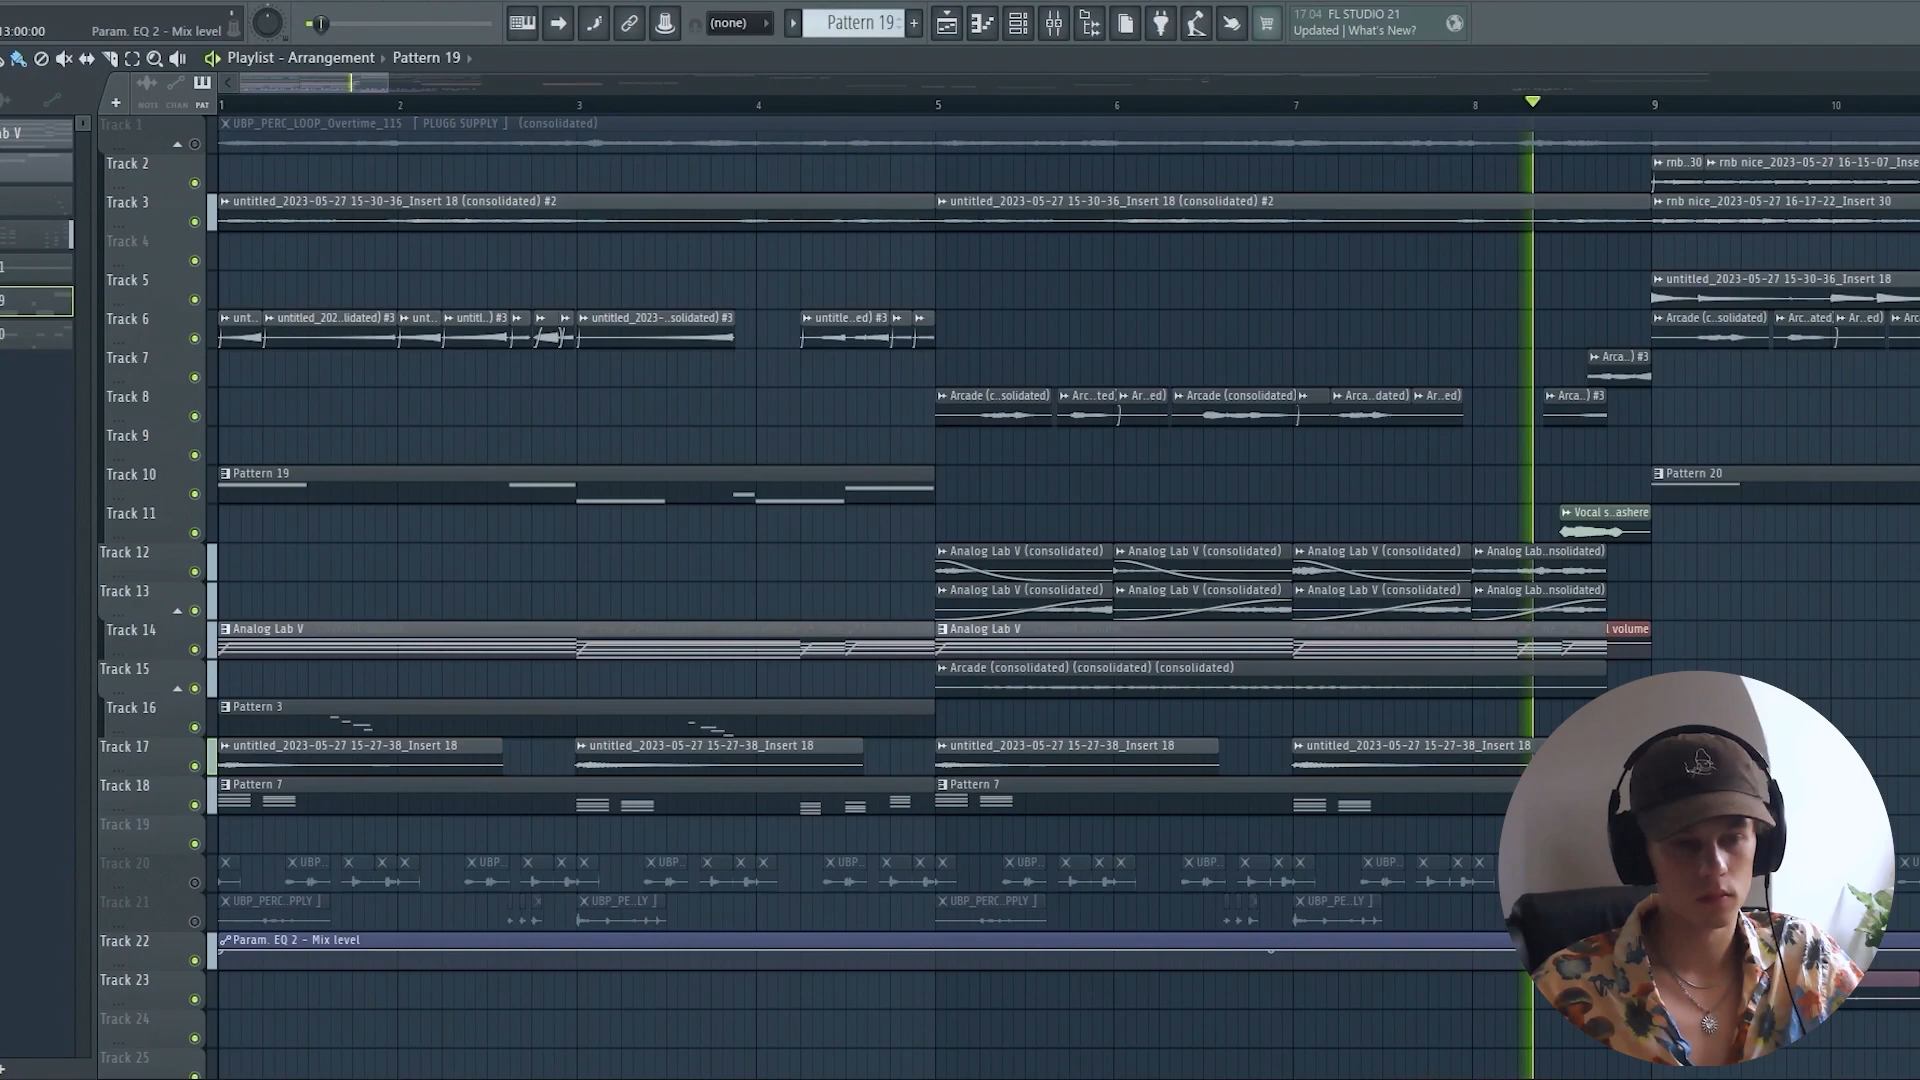 13:00:00
Param. EQ 2 - Mix level
(none)
Pattern 19
17.04 FL STUDIO 21
Updated | What's New?
Playlist - Arrangement › Pattern 19 ›
NOTE CHAN PAT
1 2 3 4 5 6 7 8 9 10
Track 1
UBP_PERC_LOOP_Overtime_115 [ PLUGG SUPPLY ] (consolidated)
Track 2
rnb..30 rnb nice_2023-05-27 16-15-07_Inse
Track 3
untitled_2023-05-27 15-30-36_Insert 18 (consolidated) #2
untitled_2023-05-27 15-30-36_Insert 18 (consolidated) #2
rnb nice_2023-05-27 16-17-22_Insert 30
Track 4
Track 5
untitled_2023-05-27 15-30-36_Insert 18
Track 6
unt.. untitled_202..lidated) #3 unt.. untitl..) #3 untitled_2023-..solidated) #3 untitle..ed) #3
Arcade (c..solidated) Arc..ated, Ar..ed) Arc
Track 7
Arca..) #3
Track 8
Arcade (c..solidated) Arc..ted, Ar..ed) Arcade (consolidated) Arca..dated) Ar..ed) Arca..) #3
Track 9
Track 10
Pattern 19
Pattern 20
Track 11
Vocal s..ashere
Track 12
Analog Lab V (consolidated) Analog Lab V (consolidated) Analog Lab V (consolidated) Analog Lab..nsolidated)
Track 13
Analog Lab V (consolidated) Analog Lab V (consolidated) Analog Lab V (consolidated) Analog Lab..nsolidated)
Track 14
Analog Lab V
Analog Lab V
l volume
Track 15
Arcade (consolidated) (consolidated) (consolidated)
Track 16
Pattern 3
Track 17
untitled_2023-05-27 15-27-38_Insert 18 untitled_2023-05-27 15-27-38_Insert 18 untitled_2023-05-27 15-27-38_Insert 18 untitled_2023-05-27 15-27-38_Insert 18
Track 18
Pattern 7
Pattern 7
Track 19
Track 20
UBP.. UBP.. UBP.. UBP.. UBP.. UBP.. UBP..
Track 21
UBP_PERC..PPLY ] UBP_PE..LY ] UBP_PERC..PPLY ] UBP_PE..LY ]
Track 22
Param. EQ 2 - Mix level
Track 23
Track 24
Track 25